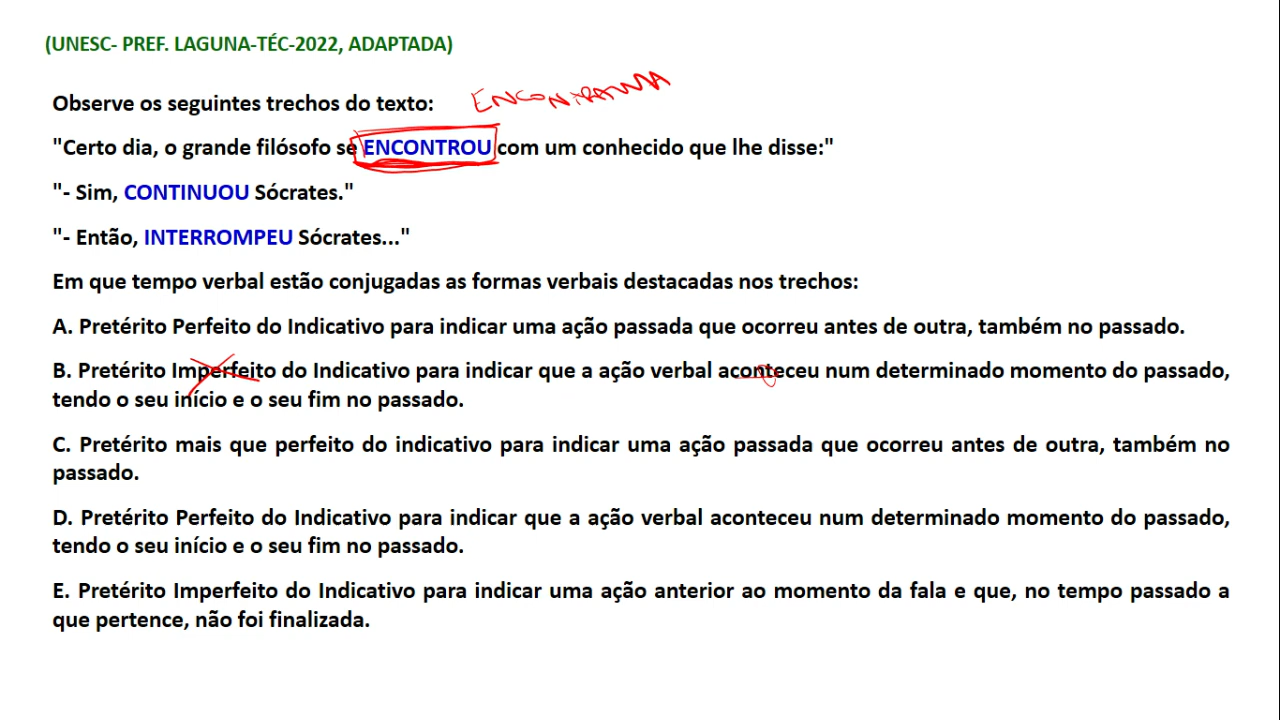 (UNESC- PREF. LAGUNA-TÉC-2022, ADAPTADA)
Observe os seguintes trechos do texto:
"Certo dia, o grande filósofo se ENCONTROU com um conhecido que lhe disse:"
"- Sim, CONTINUOU Sócrates."
"- Então, INTERROMPEU Sócrates..."
Em que tempo verbal estão conjugadas as formas verbais destacadas nos trechos:
A. Pretérito Perfeito do Indicativo para indicar uma ação passada que ocorreu antes de outra, também no passado.
B. Pretérito Imperfeito do Indicativo para indicar que a ação verbal aconteceu num determinado momento do passado,
tendo o seu início e o seu fim no passado.
C. Pretérito mais que perfeito do indicativo para indicar uma ação passada que ocorreu antes de outra, também no
passado.
D. Pretérito Perfeito do Indicativo para indicar que a ação verbal aconteceu num determinado momento do passado,
tendo o seu início e o seu fim no passado.
E. Pretérito Imperfeito do Indicativo para indicar uma ação anterior ao momento da fala e que, no tempo passado a
que pertence, não foi finalizada.